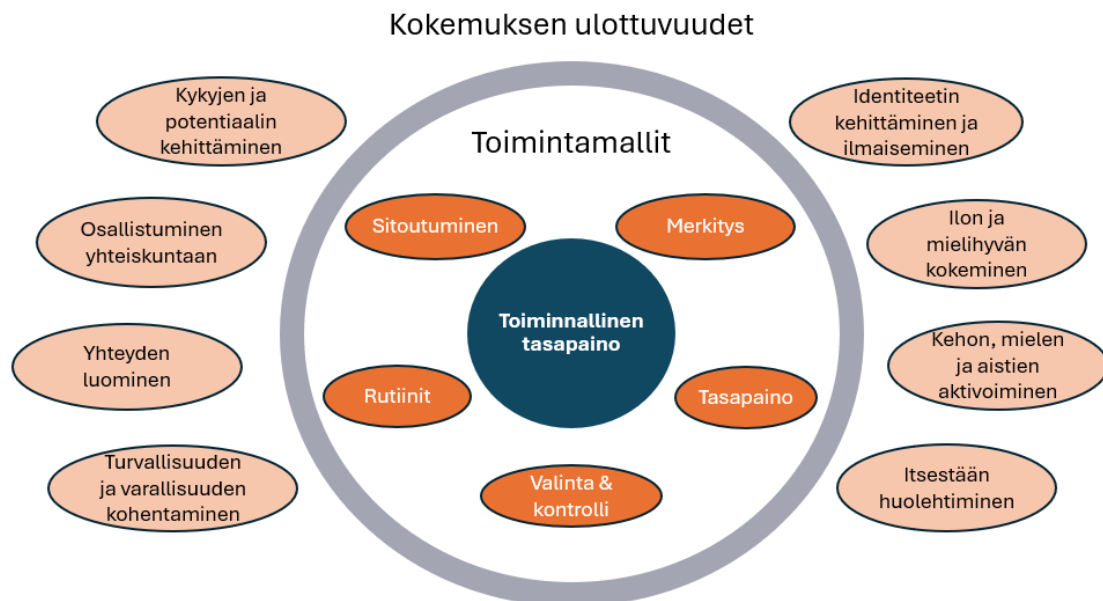 Kokemuksen ulottuvuudet
Kykyjen ja
potentiaalin
kehittäminen
Osallistuminen
yhteiskuntaan
Yhteyden
luominen
Turvallisuuden
ja varallisuuden
kohentaminen
Toimintamallit
Sitoutuminen
Merkitys
Toiminnallinen
tasapaino
Rutiinit
Tasapaino
Valinta &
kontrolli
Identiteetin
kehittäminen ja
ilmaiseminen
Ilon ja
mielihyvän
kokeminen
Kehon, mielen
ja aistien
aktivoiminen
Itsestään
huolehtiminen